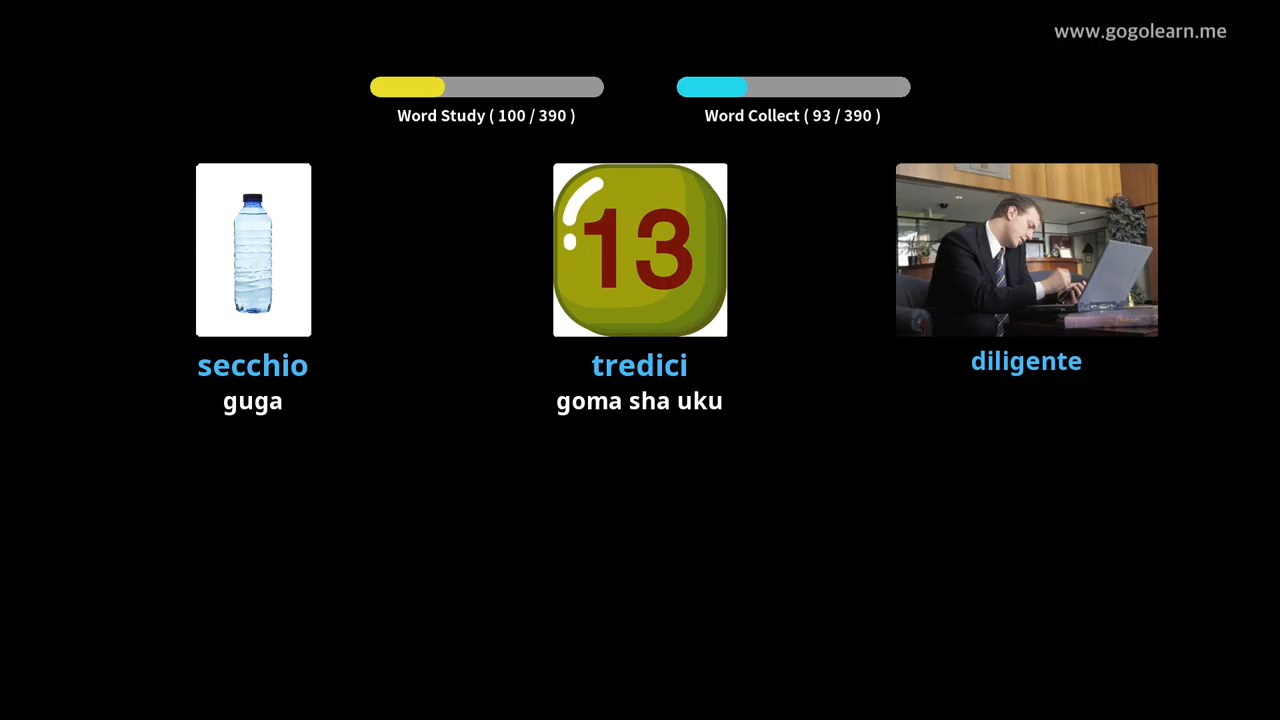 www.gogolearn.me
Word Study ( 100 / 390 )
Word Collect ( 93 / 390 )
13
secchio
guga
tredici
goma sha uku
diligente